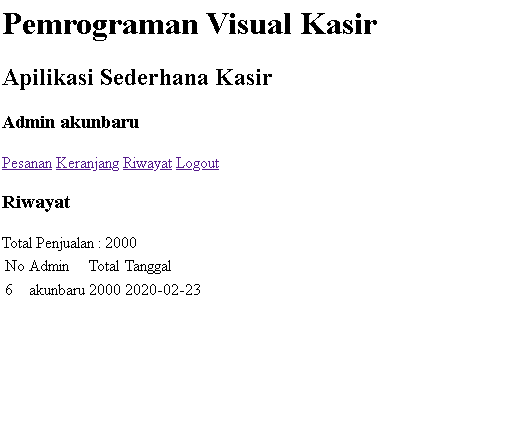 Pemrograman Visual Kasir
Apilikasi Sederhana Kasir
Admin akunbaru
Pesanan Keranjang Riwayat Logout
Riwayat
Total Penjualan : 2000
No Admin Total Tanggal
6 akunbaru 2000 2020-02-23